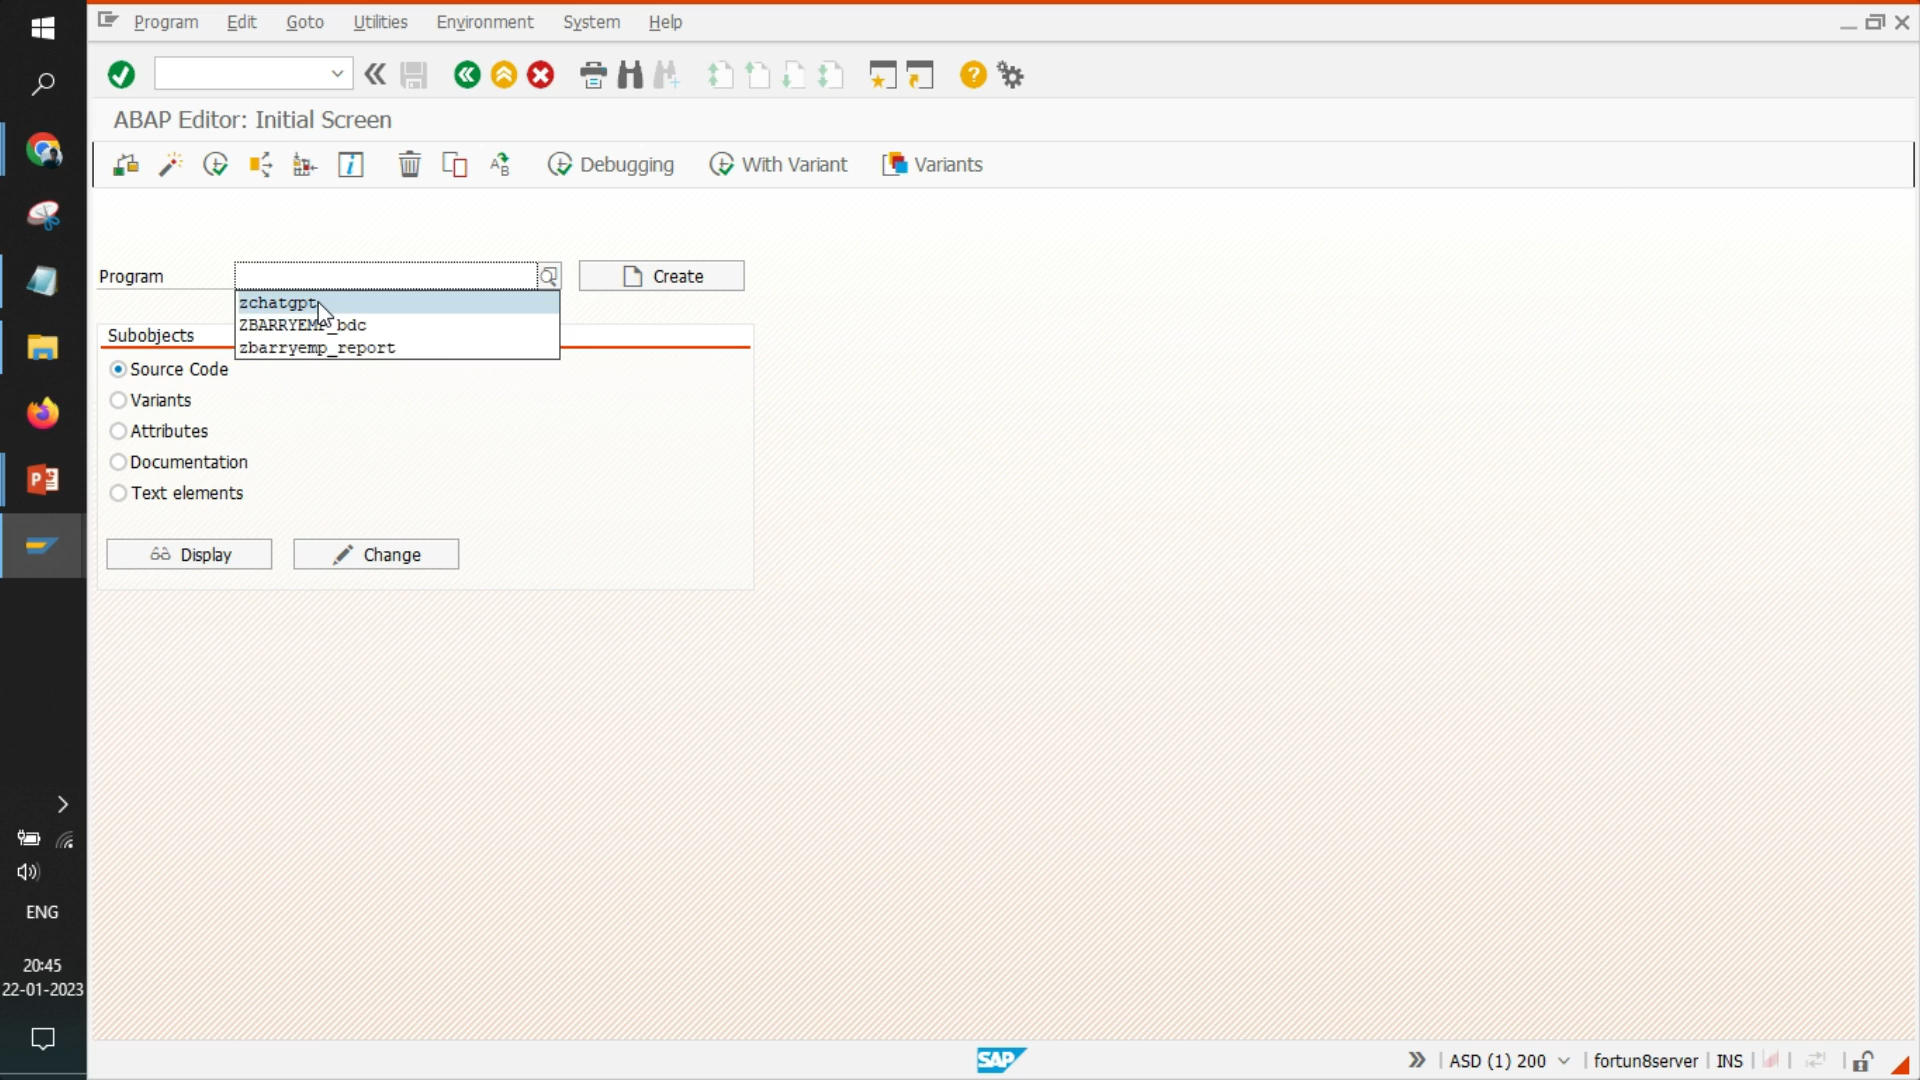 Program Edit Goto Utilities Environment System Help
ABAP Editor: Initial Screen
Debugging With Variant Variants
Program Create
zchatgpt
ZBARRYEMP_bdc
zbarryemp_report
Subobjects
Source Code
Variants
Attributes
Documentation
Text elements
Display Change
ENG
20:45
22-01-2023
SAP ASD (1) 200 fortun8server INS